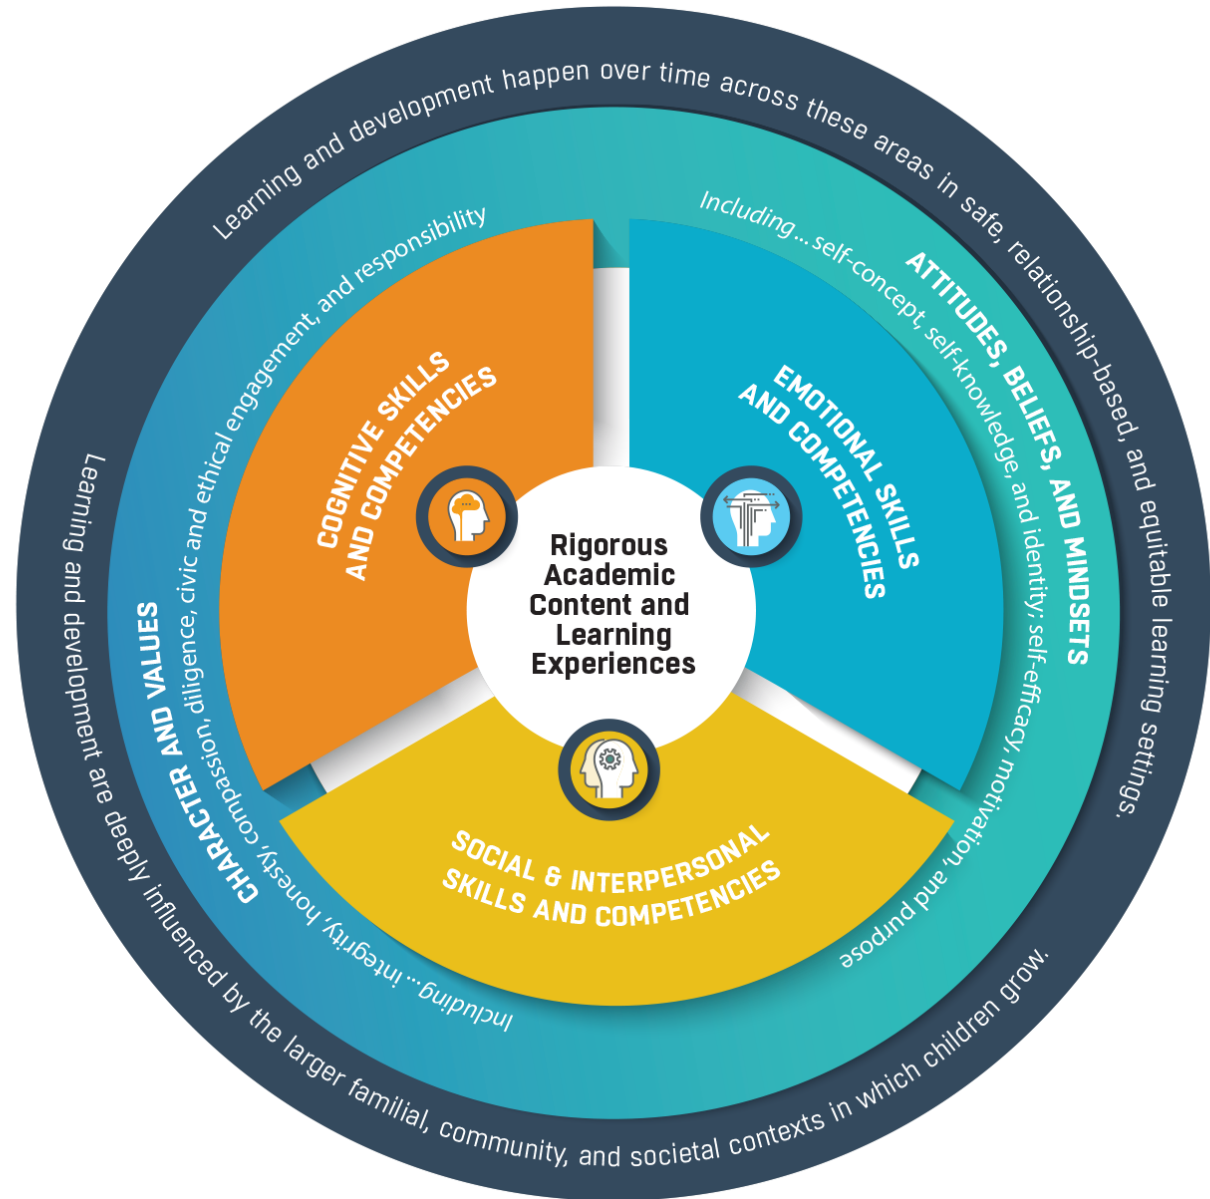 Learning and development happen over time across these areas in safe, relationship-based, and equitable learning settings.
Including... self-concept, self-knowledge, and identity; self-efficacy, motivation, and purpose
ATTITUDES, BELIEFS, AND MINDSETS
Including... integrity, honesty, compassion, diligence, civic and ethical engagement, and responsibility
CHARACTER AND VALUES
COGNITIVE SKILLS
AND COMPETENCIES
EMOTIONAL SKILLS
AND COMPETENCIES
Rigorous
Academic
Content and
Learning
Experiences
SOCIAL & INTERPERSONAL
SKILLS AND COMPETENCIES
Learning and development are deeply influenced by the larger familial, community, and societal contexts in which children grow.